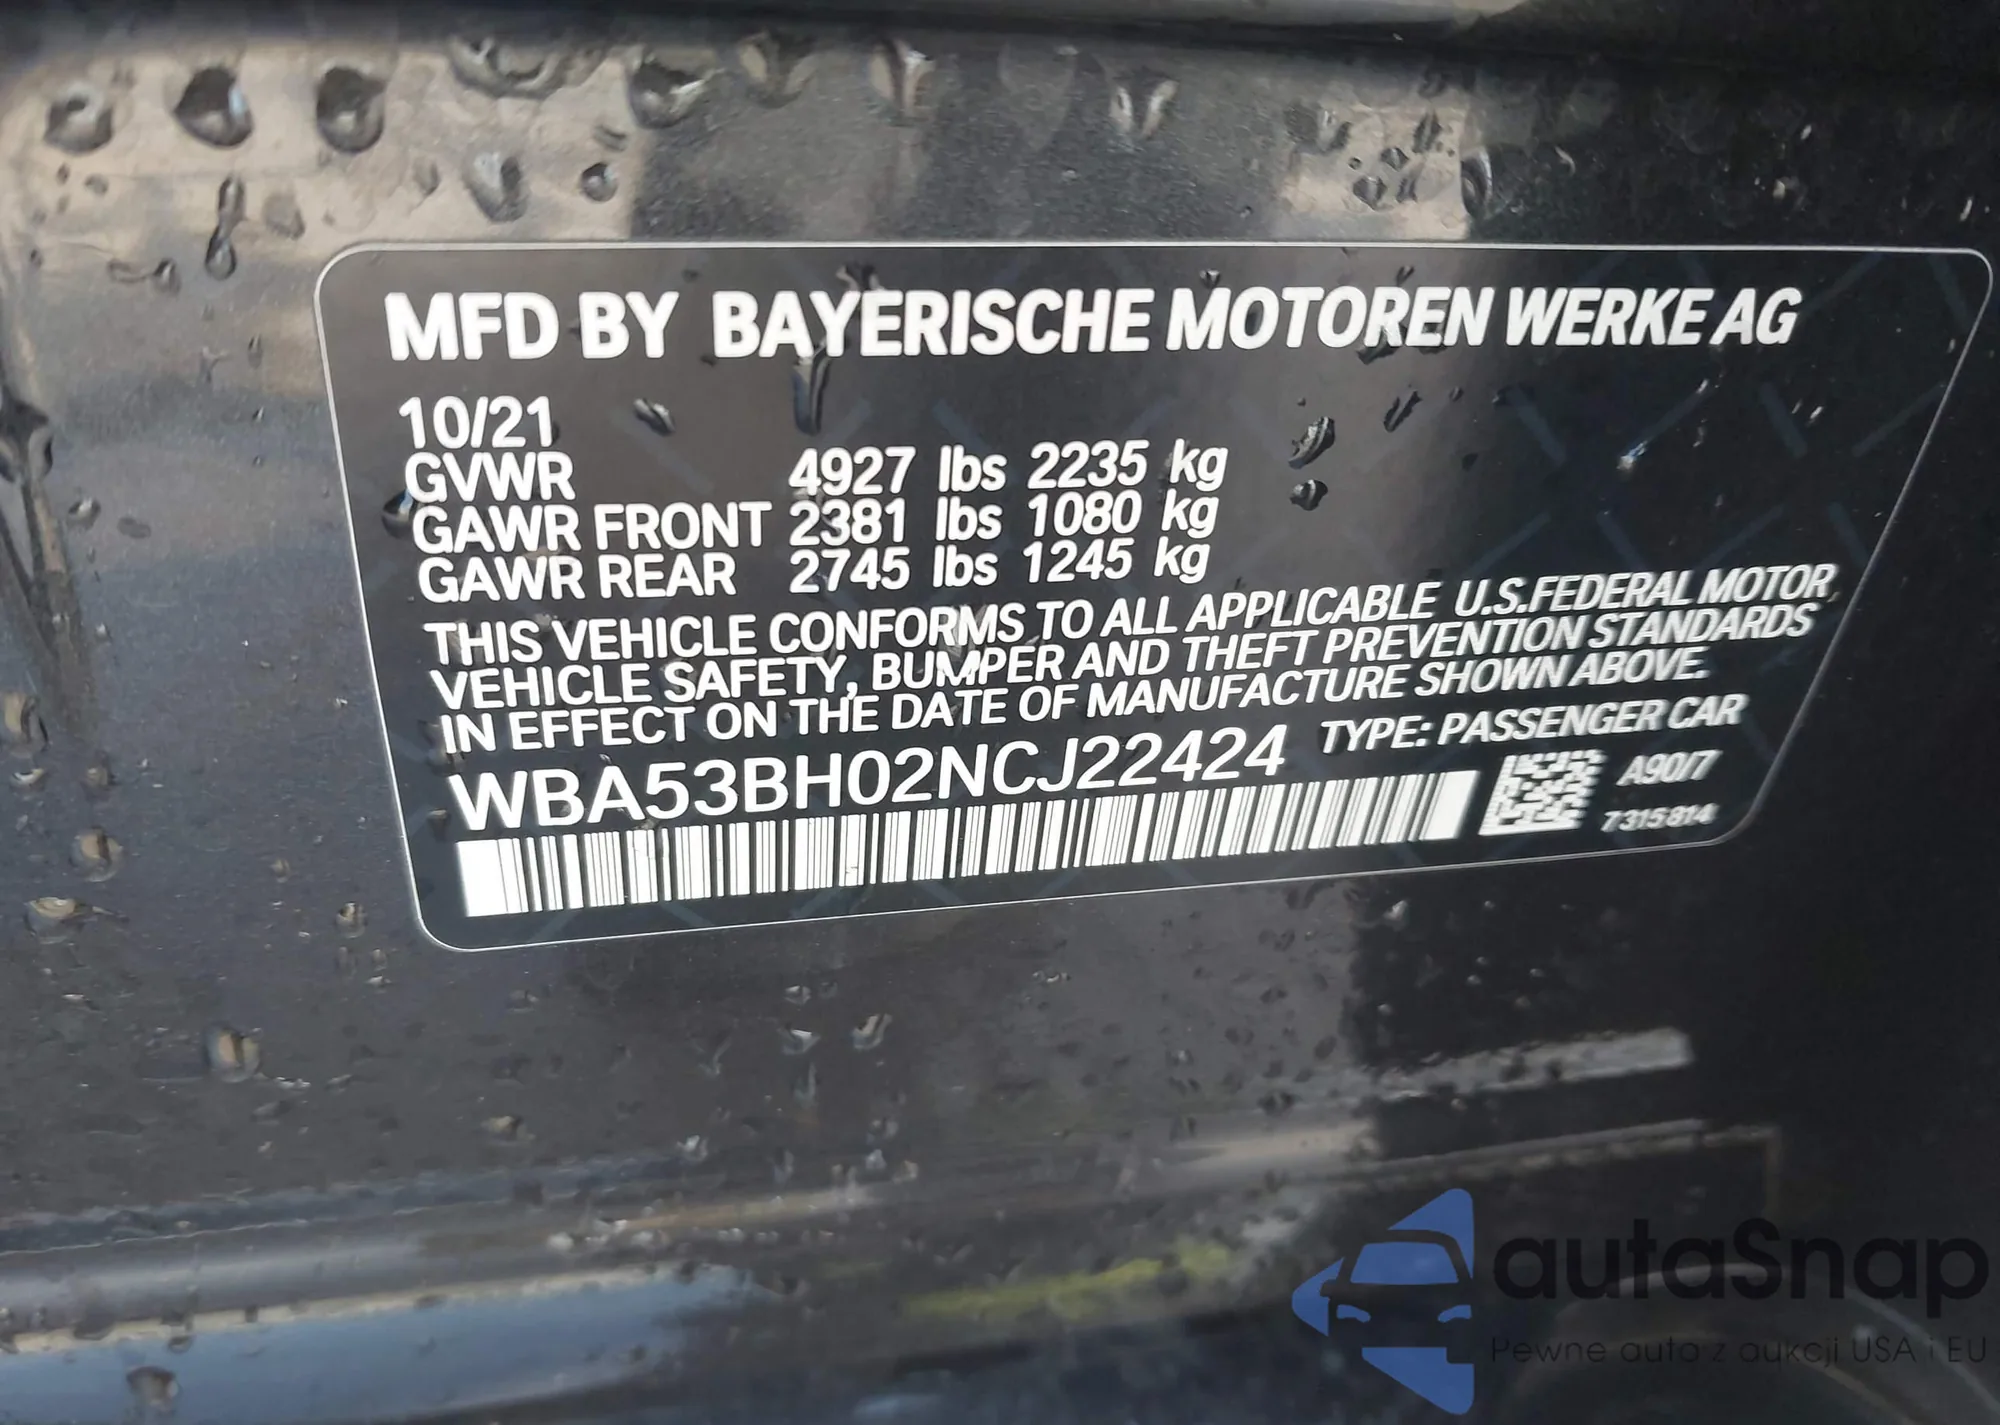 MFD BY BAYERISCHE MOTOREN WERKE AG
10/21
GVWR 4927 lbs 2235 kg
GAWR FRONT 2381 lbs 1080 kg
GAWR REAR 2745 lbs 1245 kg
THIS VEHICLE CONFORMS TO ALL APPLICABLE U.S.FEDERAL MOTOR
VEHICLE SAFETY, BUMPER AND THEFT PREVENTION STANDARDS
IN EFFECT ON THE DATE OF MANUFACTURE SHOWN ABOVE.
WBA53BH02NCJ22424 TYPE: PASSENGER CAR
A90/7
7315814
autaSnap
Pewne auta z aukcji USA i EU